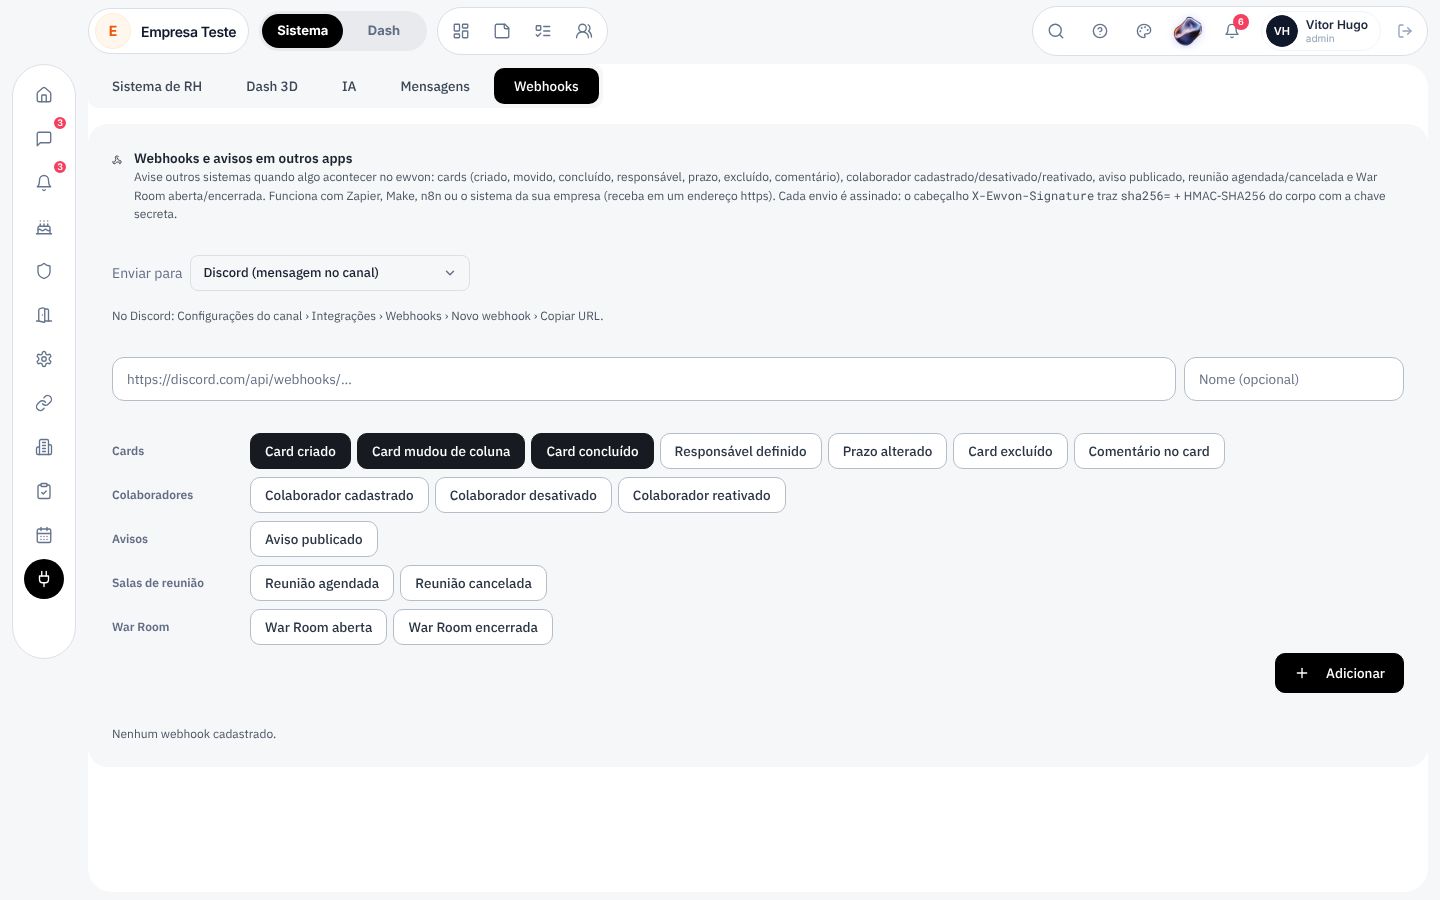 E Empresa Teste Sistema Dash 6 VH Vitor Hugo
admin
Sistema de RH Dash 3D IA Mensagens Webhooks
3
3
Webhooks e avisos em outros apps
Avise outros sistemas quando algo acontecer no ewvon: cards (criado, movido, concluído, responsável, prazo, excluído, comentário), colaborador cadastrado/desativado/reativado, aviso publicado, reunião agendada/cancelada e War
Room aberta/encerrada. Funciona com Zapier, Make, n8n ou o sistema da sua empresa (receba em um endereço https). Cada envio é assinado: o cabeçalho X-Ewvon-Signature traz sha256= + HMAC-SHA256 do corpo com a chave
secreta.
Enviar para Discord (mensagem no canal)
No Discord: Configurações do canal › Integrações › Webhooks › Novo webhook › Copiar URL.
https://discord.com/api/webhooks/... Nome (opcional)
Cards Card criado Card mudou de coluna Card concluído Responsável definido Prazo alterado Card excluído Comentário no card
Colaboradores Colaborador cadastrado Colaborador desativado Colaborador reativado
Avisos Aviso publicado
Salas de reunião Reunião agendada Reunião cancelada
War Room War Room aberta War Room encerrada
+ Adicionar
Nenhum webhook cadastrado.